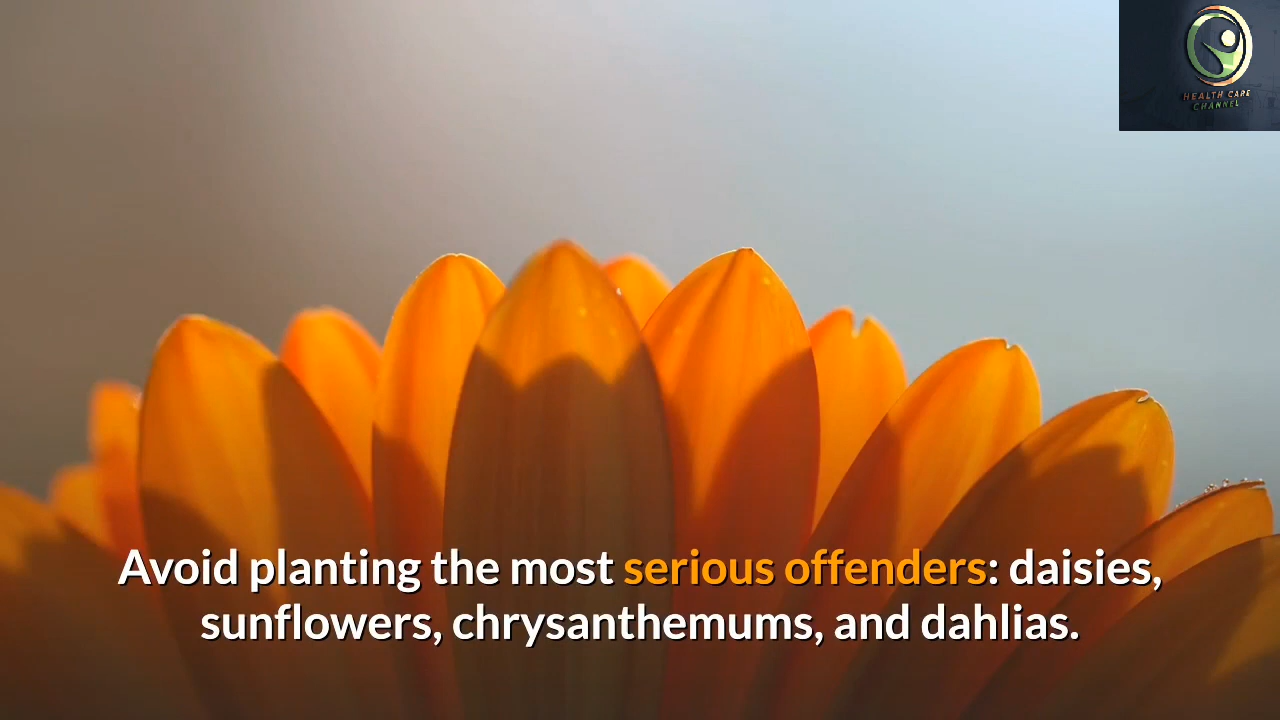 HEALTH CARE
CHANNEL
Avoid planting the most serious offenders: daisies,
sunflowers, chrysanthemums, and dahlias.